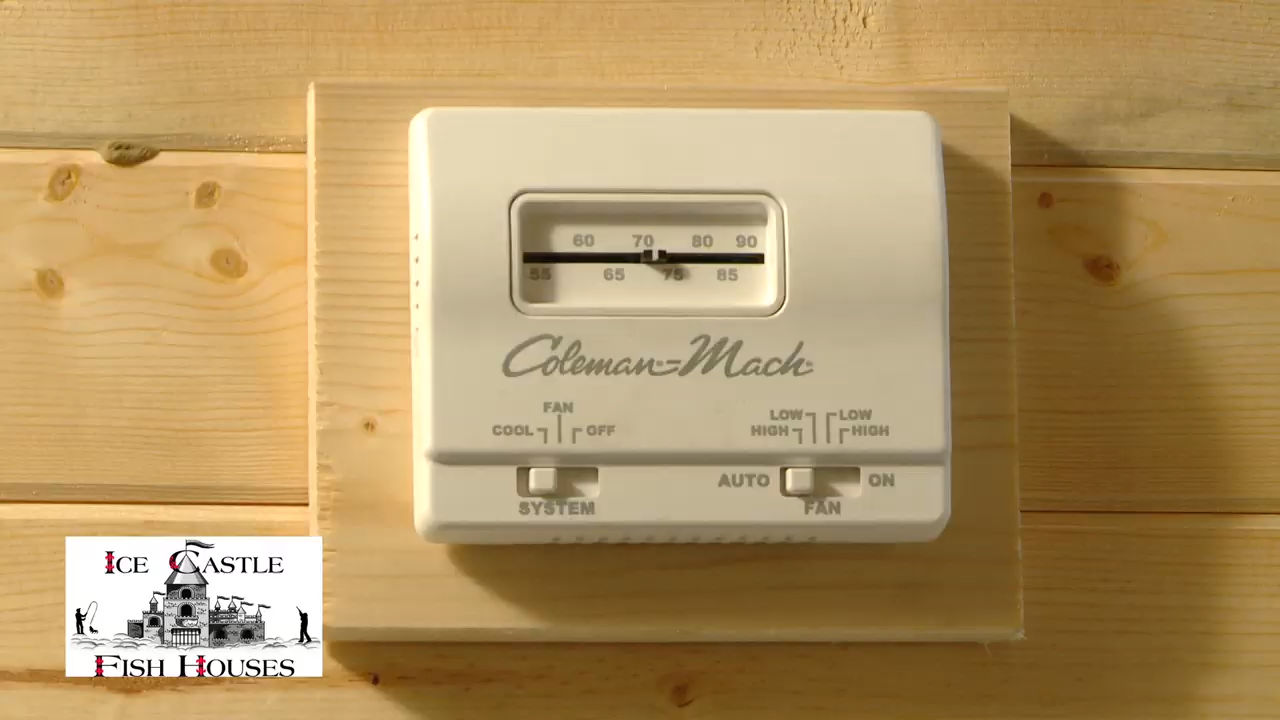 60 70 80 90
55 65 75 85
Coleman-Mach
FAN
COOL OFF
LOW LOW
HIGH HIGH
AUTO ON
SYSTEM FAN
ICE CASTLE
FISH HOUSES